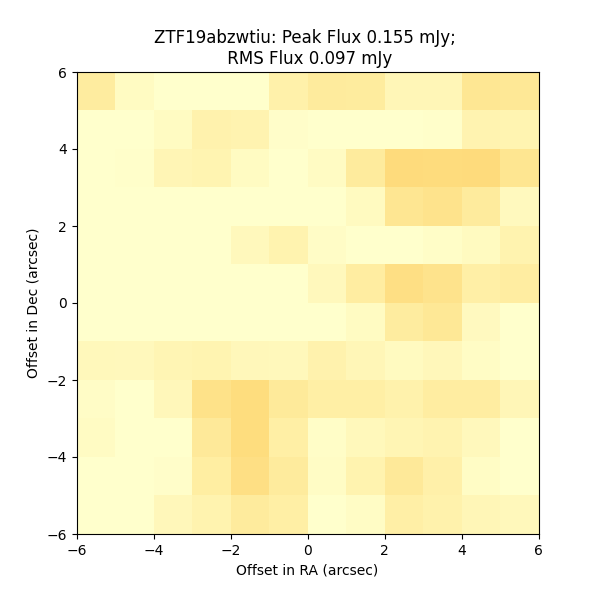 ZTF19abzwtiu: Peak Flux 0.155 mJy;
RMS Flux 0.097 mJy
6
4
2
0
−2
−4
−6
Offset in Dec (arcsec)
−6 −4 −2 0 2 4 6
Offset in RA (arcsec)